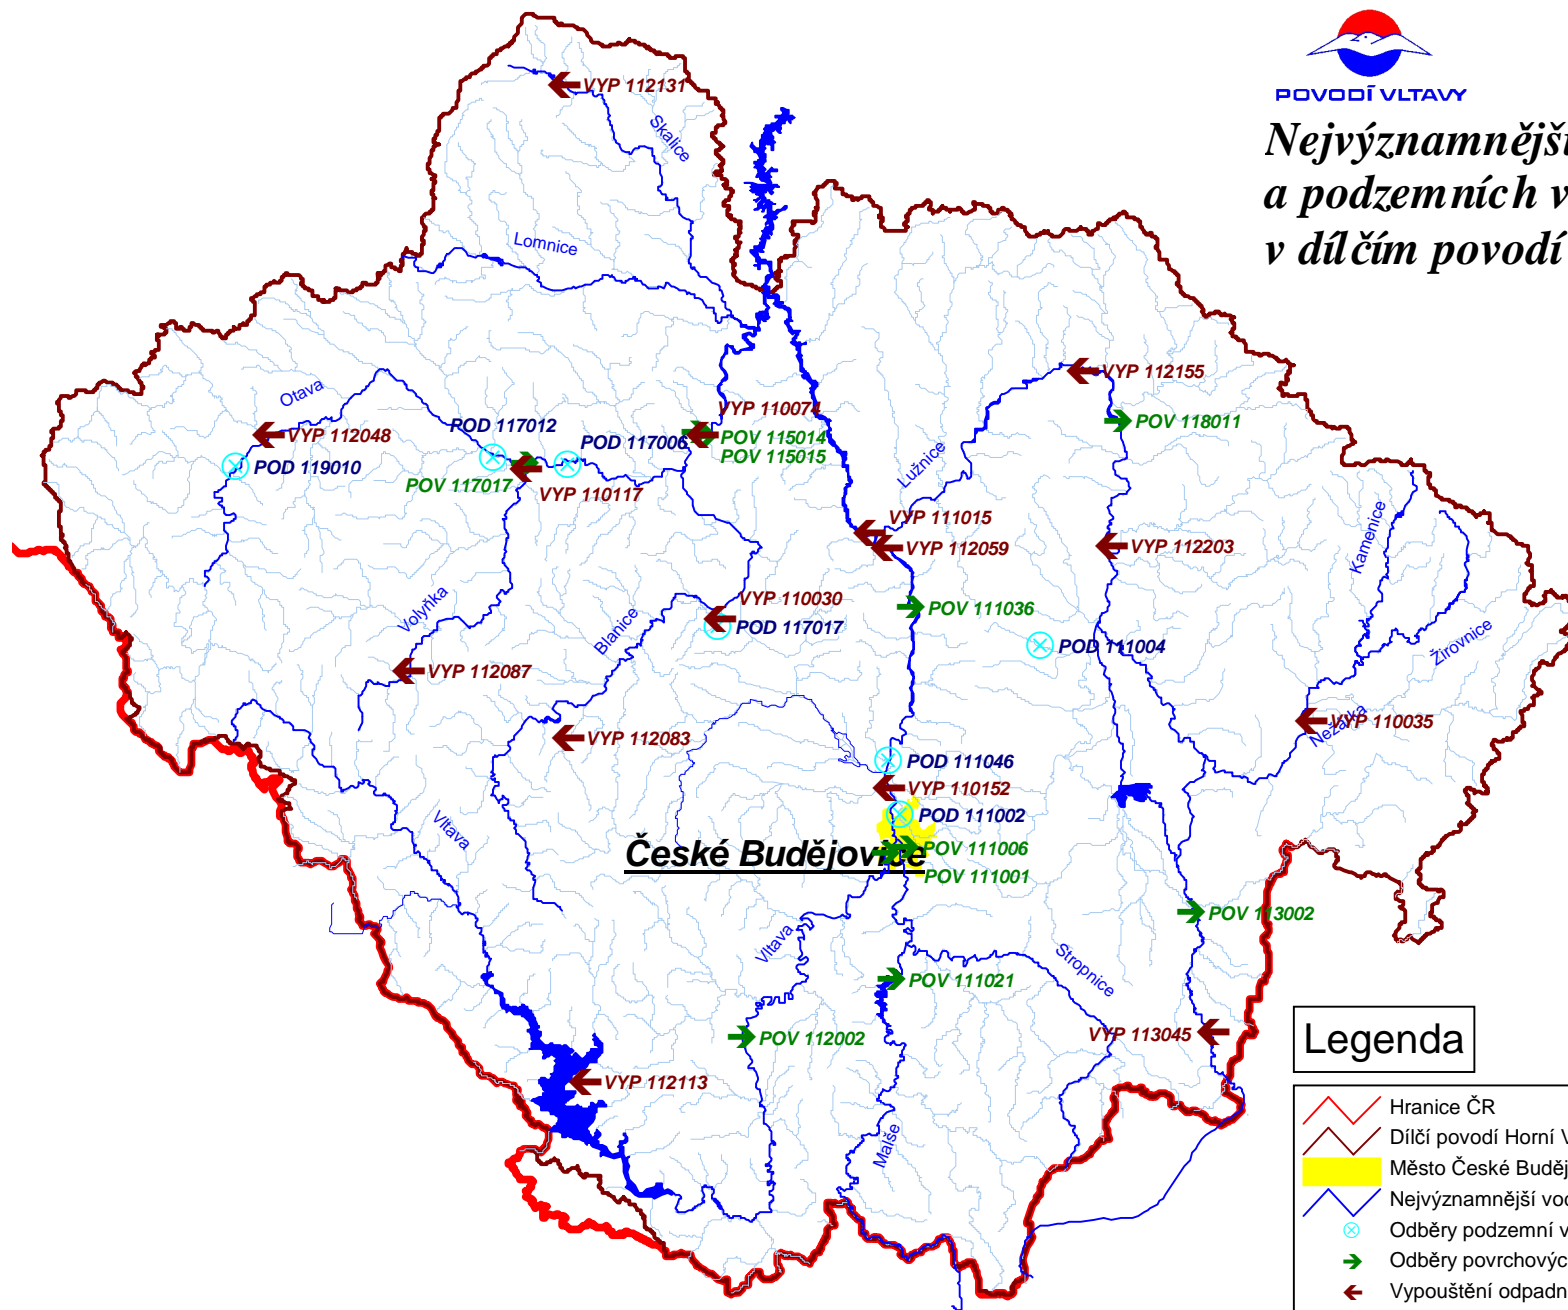 POVODÍ VLTAVY
Nejvýznamnější
a podzemních v
v dílčím povodí
VYP 112131
Skalice
Lomnice
VYP 112155
Otava
VYP 110074
POV 118011
POD 117012
VYP 112048
POD 117006
POV 115014
POV 115015
POD 119010
Lužnice
POV 117017
VYP 110117
VYP 111015
Kamenice
VYP 112059
VYP 112203
VYP 110030
POV 111036
Volyňka
Blanice
POD 117017
POD 111004
Žirovnice
VYP 112087
VYP 110035
Nežárka
VYP 112083
POD 111046
VYP 110152
Vltava
POD 111002
České Budějovice
POV 111006
POV 111001
POV 113002
Vltava
Stropnice
POV 111021
POV 112002
VYP 113045
VYP 112113
Malše
Legenda
Hranice ČR
Dílčí povodí Horní V
Město České Buděj
Nejvýznamnější vod
Odběry podzemní v
Odběry povrchovýc
Vypouštění odpadn